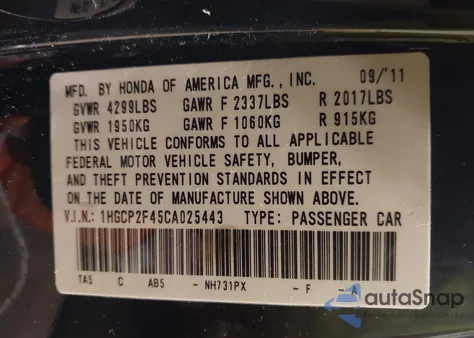 MFD. BY HONDA OF AMERICA MFG., INC. 09/'11
GVWR 4299LBS GAWR F 2337LBS R 2017LBS
GVWR 1950KG GAWR F 1060KG R 915KG
THIS VEHICLE CONFORMS TO ALL APPLICABLE
FEDERAL MOTOR VEHICLE SAFETY, BUMPER,
AND THEFT PREVENTION STANDARDS IN EFFECT
ON THE DATE OF MANUFACTURE SHOWN ABOVE.
V.I.N.: 1HGCP2F45CA025443 TYPE: PASSENGER CAR
TA5 C AB5 - NH731PX - F - A
autoSnap